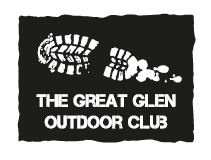 THE GREAT GLEN
OUTDOOR CLUB